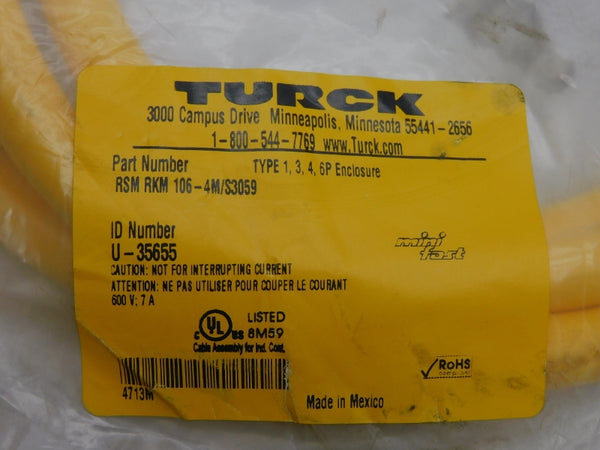 TURCK
3000 Campus Drive Minneapolis, Minnesota 55441-2656
1-800-544-7769 www.Turck.com
Part Number TYPE 1, 3, 4, 6P Enclosure
RSM RKM 106-4M/S3059
ID Number
U-35655
mini
fast
CAUTION: NOT FOR INTERRUPTING CURRENT
ATTENTION: NE PAS UTILISER POUR COUPER LE COURANT
600 V; 7 A
C UL US LISTED
8M59
Cable Assembly for Ind. Cont.
RoHS
4713M
Made in Mexico